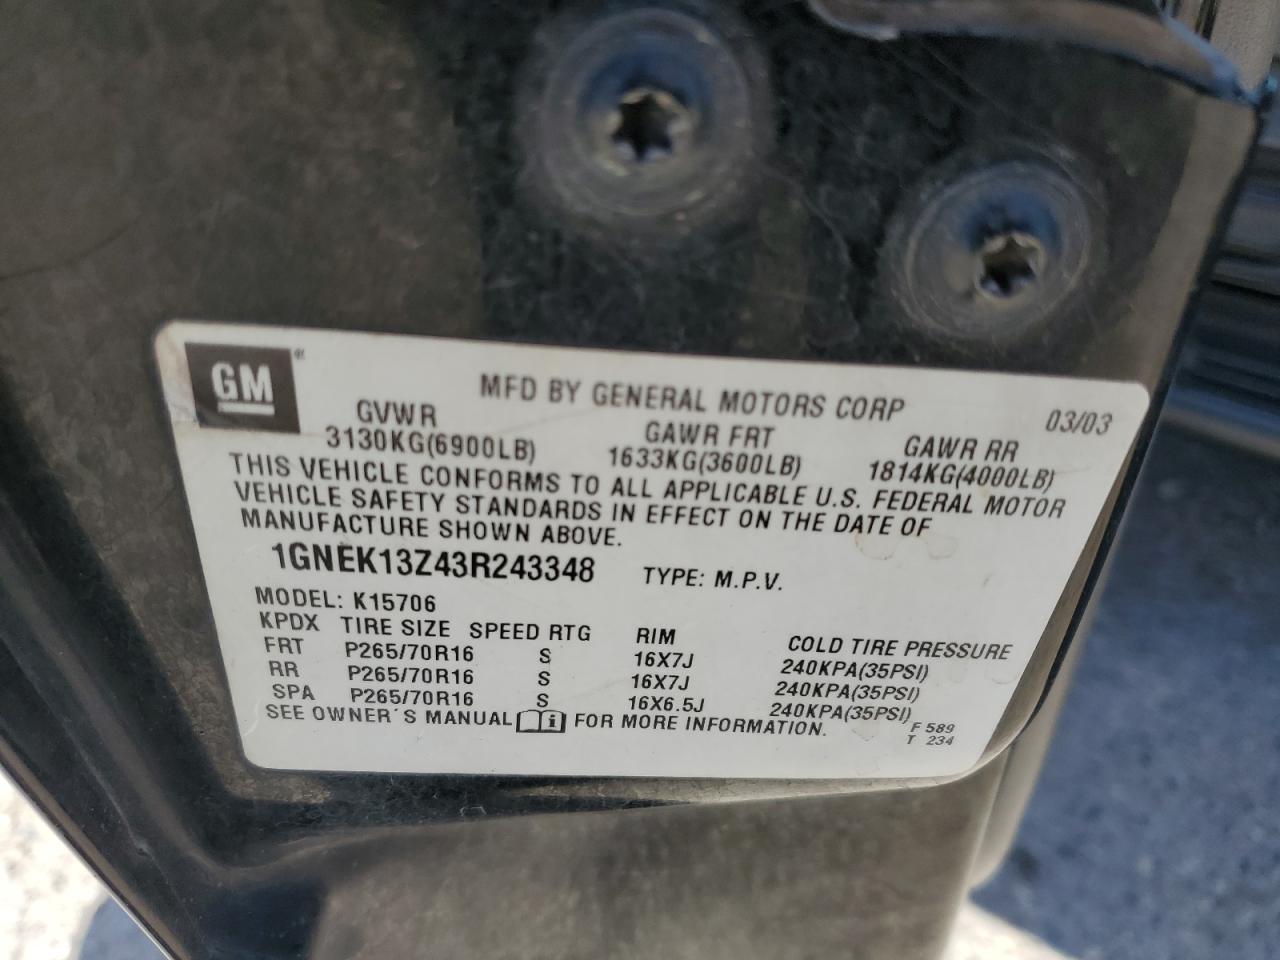 GM
MFD BY GENERAL MOTORS CORP 03/03
GVWR GAWR FRT GAWR RR
3130KG(6900LB) 1633KG(3600LB) 1814KG(4000LB)
THIS VEHICLE CONFORMS TO ALL APPLICABLE U.S. FEDERAL MOTOR
VEHICLE SAFETY STANDARDS IN EFFECT ON THE DATE OF
MANUFACTURE SHOWN ABOVE.
1GNEK13Z43R243348 TYPE: M.P.V.
MODEL: K15706
KPDX TIRE SIZE SPEED RTG RIM COLD TIRE PRESSURE
FRT P265/70R16 S 16X7J 240KPA(35PSI)
RR P265/70R16 S 16X7J 240KPA(35PSI)
SPA P265/70R16 S 16X6.5J 240KPA(35PSI)
SEE OWNER'S MANUAL FOR MORE INFORMATION. F 589
T 234